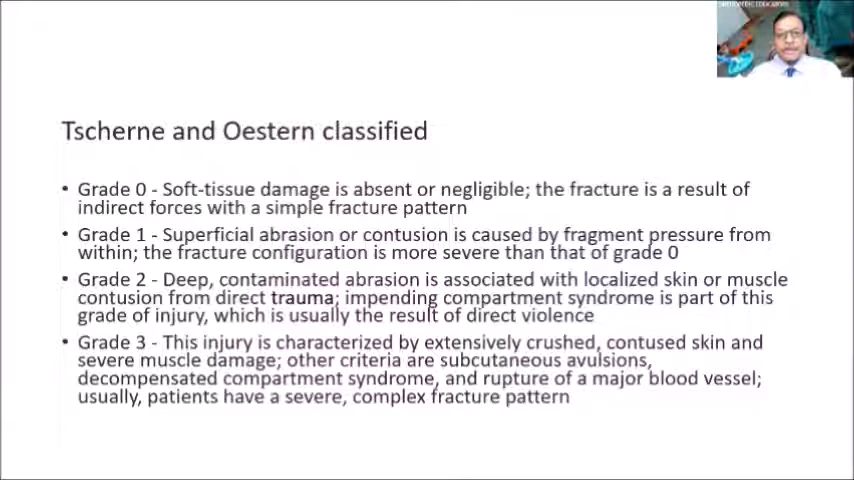 ORTHOPEDIC EDUCATORS
Tscherne and Oestern classified
• Grade 0 - Soft-tissue damage is absent or negligible; the fracture is a result of
indirect forces with a simple fracture pattern
• Grade 1 - Superficial abrasion or contusion is caused by fragment pressure from
within; the fracture configuration is more severe than that of grade 0
• Grade 2 - Deep, contaminated abrasion is associated with localized skin or muscle
contusion from direct trauma; impending compartment syndrome is part of this
grade of injury, which is usually the result of direct violence
• Grade 3 - This injury is characterized by extensively crushed, contused skin and
severe muscle damage; other criteria are subcutaneous avulsions,
decompensated compartment syndrome, and rupture of a major blood vessel;
usually, patients have a severe, complex fracture pattern